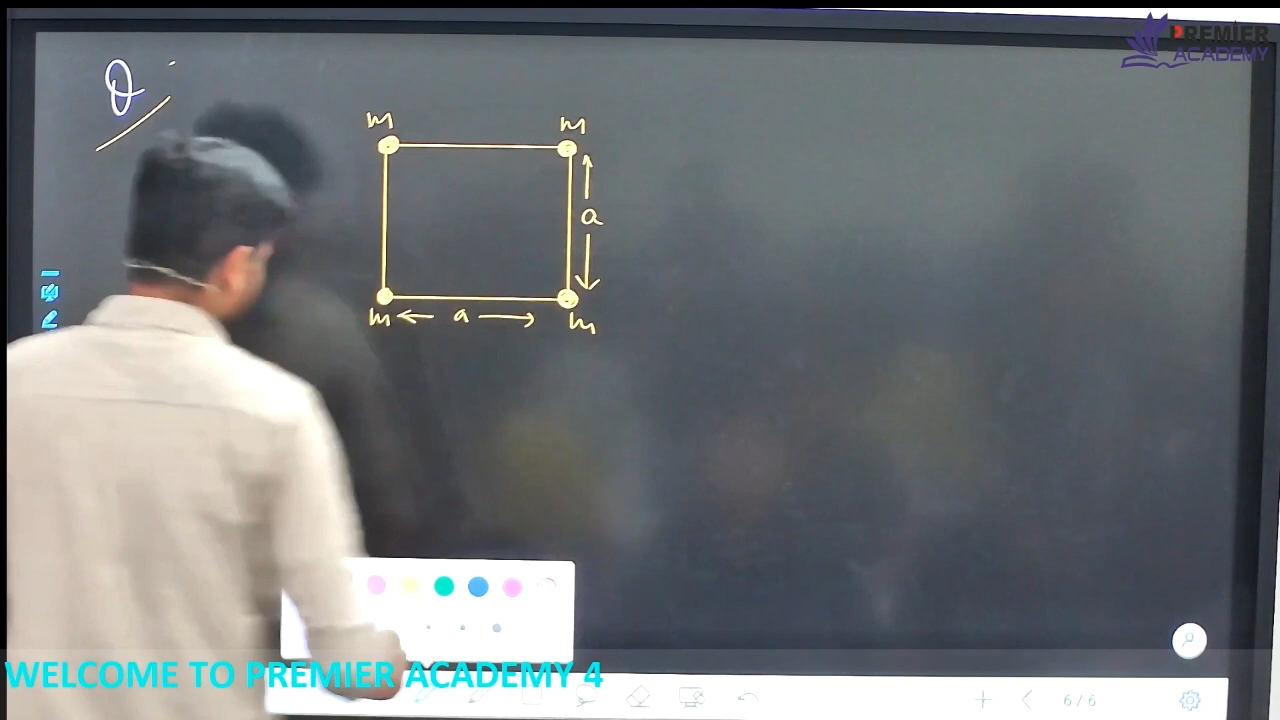 PREMIER
ACADEMY
Q
m m
a
m a m
WELCOME TO PREMIER ACADEMY 4
6/6